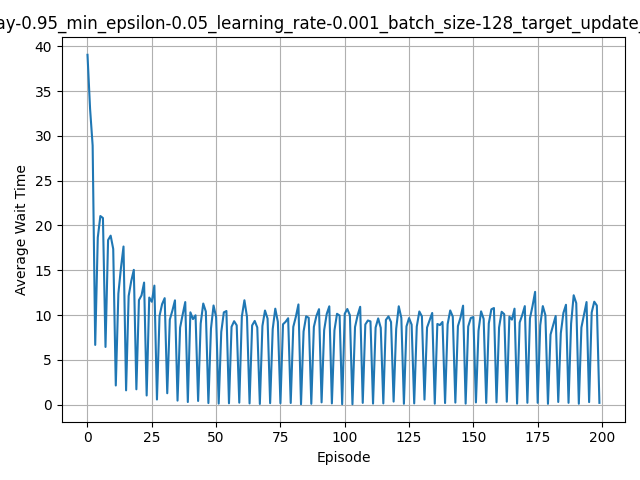 ay-0.95_min_epsilon-0.05_learning_rate-0.001_batch_size-128_target_update_
40
35
30
25
20
15
10
5
0
Average Wait Time
0 25 50 75 100 125 150 175 200
Episode